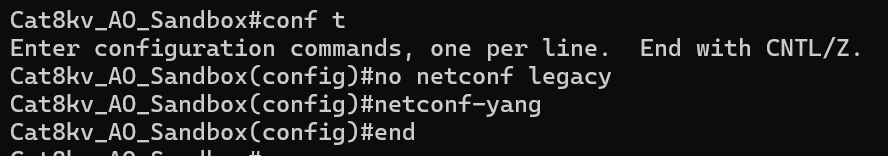 Cat8kv_AO_Sandbox#conf t
Enter configuration commands, one per line.  End with CNTL/Z.
Cat8kv_AO_Sandbox(config)#no netconf legacy
Cat8kv_AO_Sandbox(config)#netconf-yang
Cat8kv_AO_Sandbox(config)#end
Cat8kv_AO_Sandbox#